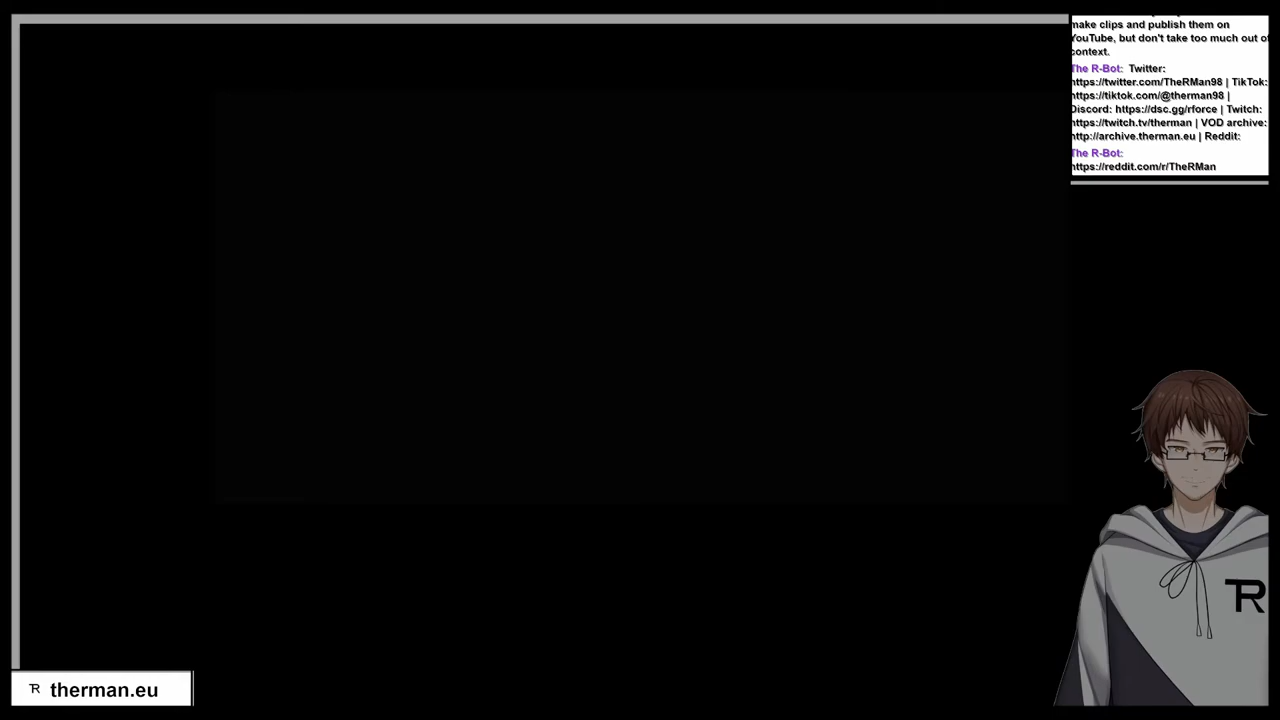 make clips and publish them on
YouTube, but don't take too much out of
context.
The R-Bot: Twitter:
https://twitter.com/TheRMan98 | TikTok:
https://tiktok.com/@therman98 |
Discord: https://dsc.gg/rforce | Twitch:
https://twitch.tv/therman | VOD archive:
http://archive.therman.eu | Reddit:
The R-Bot:
https://reddit.com/r/TheRMan
R
TR therman.eu